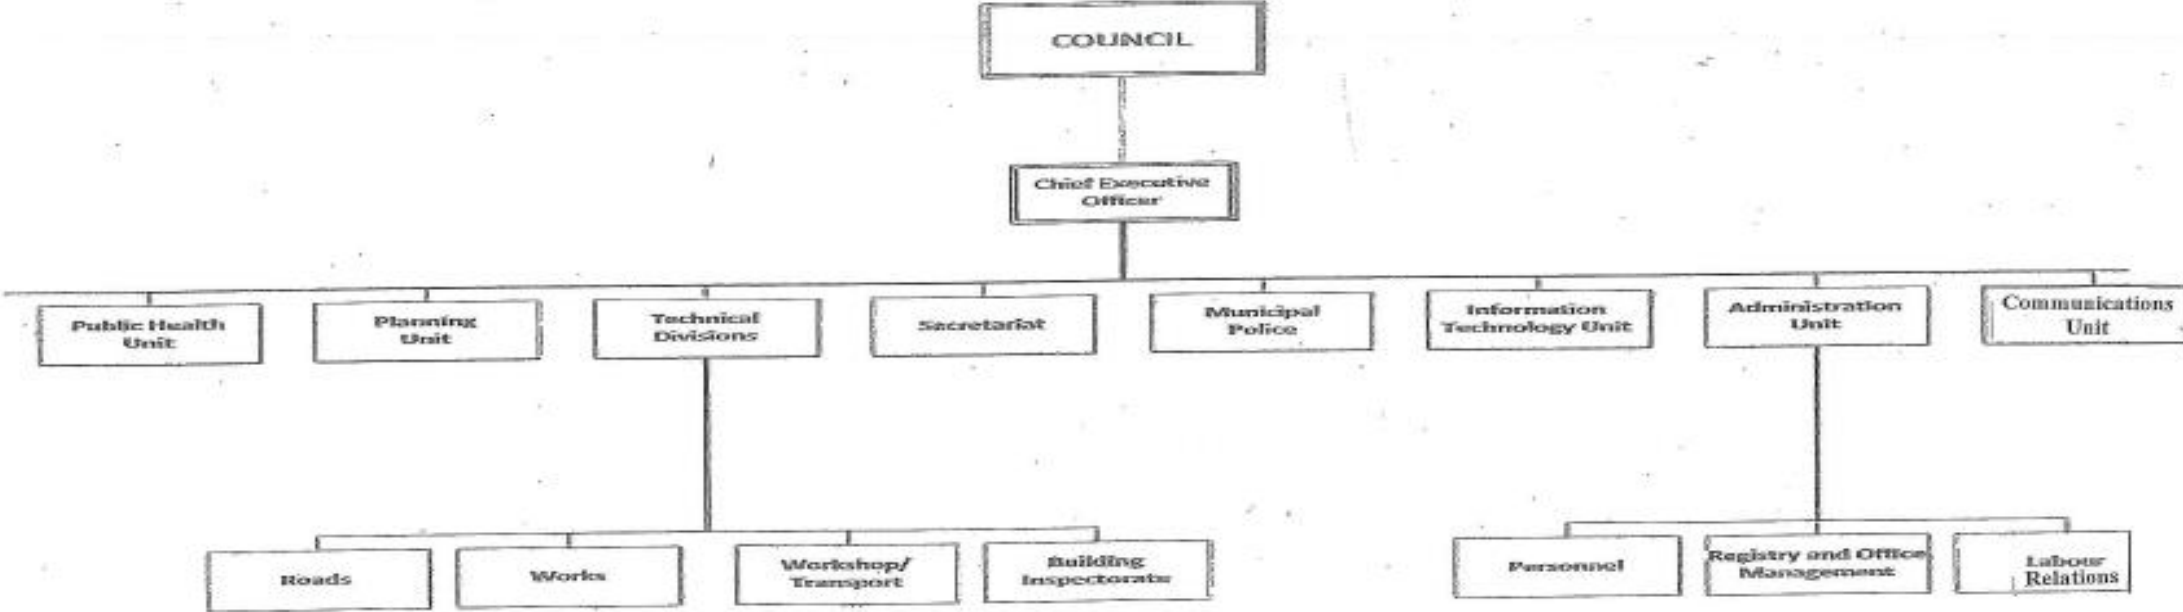 COUNCIL
Chief Executive
Officer
Public Health
Unit
Planning
Unit
Technical
Divisions
Secretariat
Municipal
Police
Information
Technology Unit
Administration
Unit
Communications
Unit
Roads
Works
Workshop/
Transport
Building
Inspectorate
Personnel
Registry and Office
Management
Labour
Relations